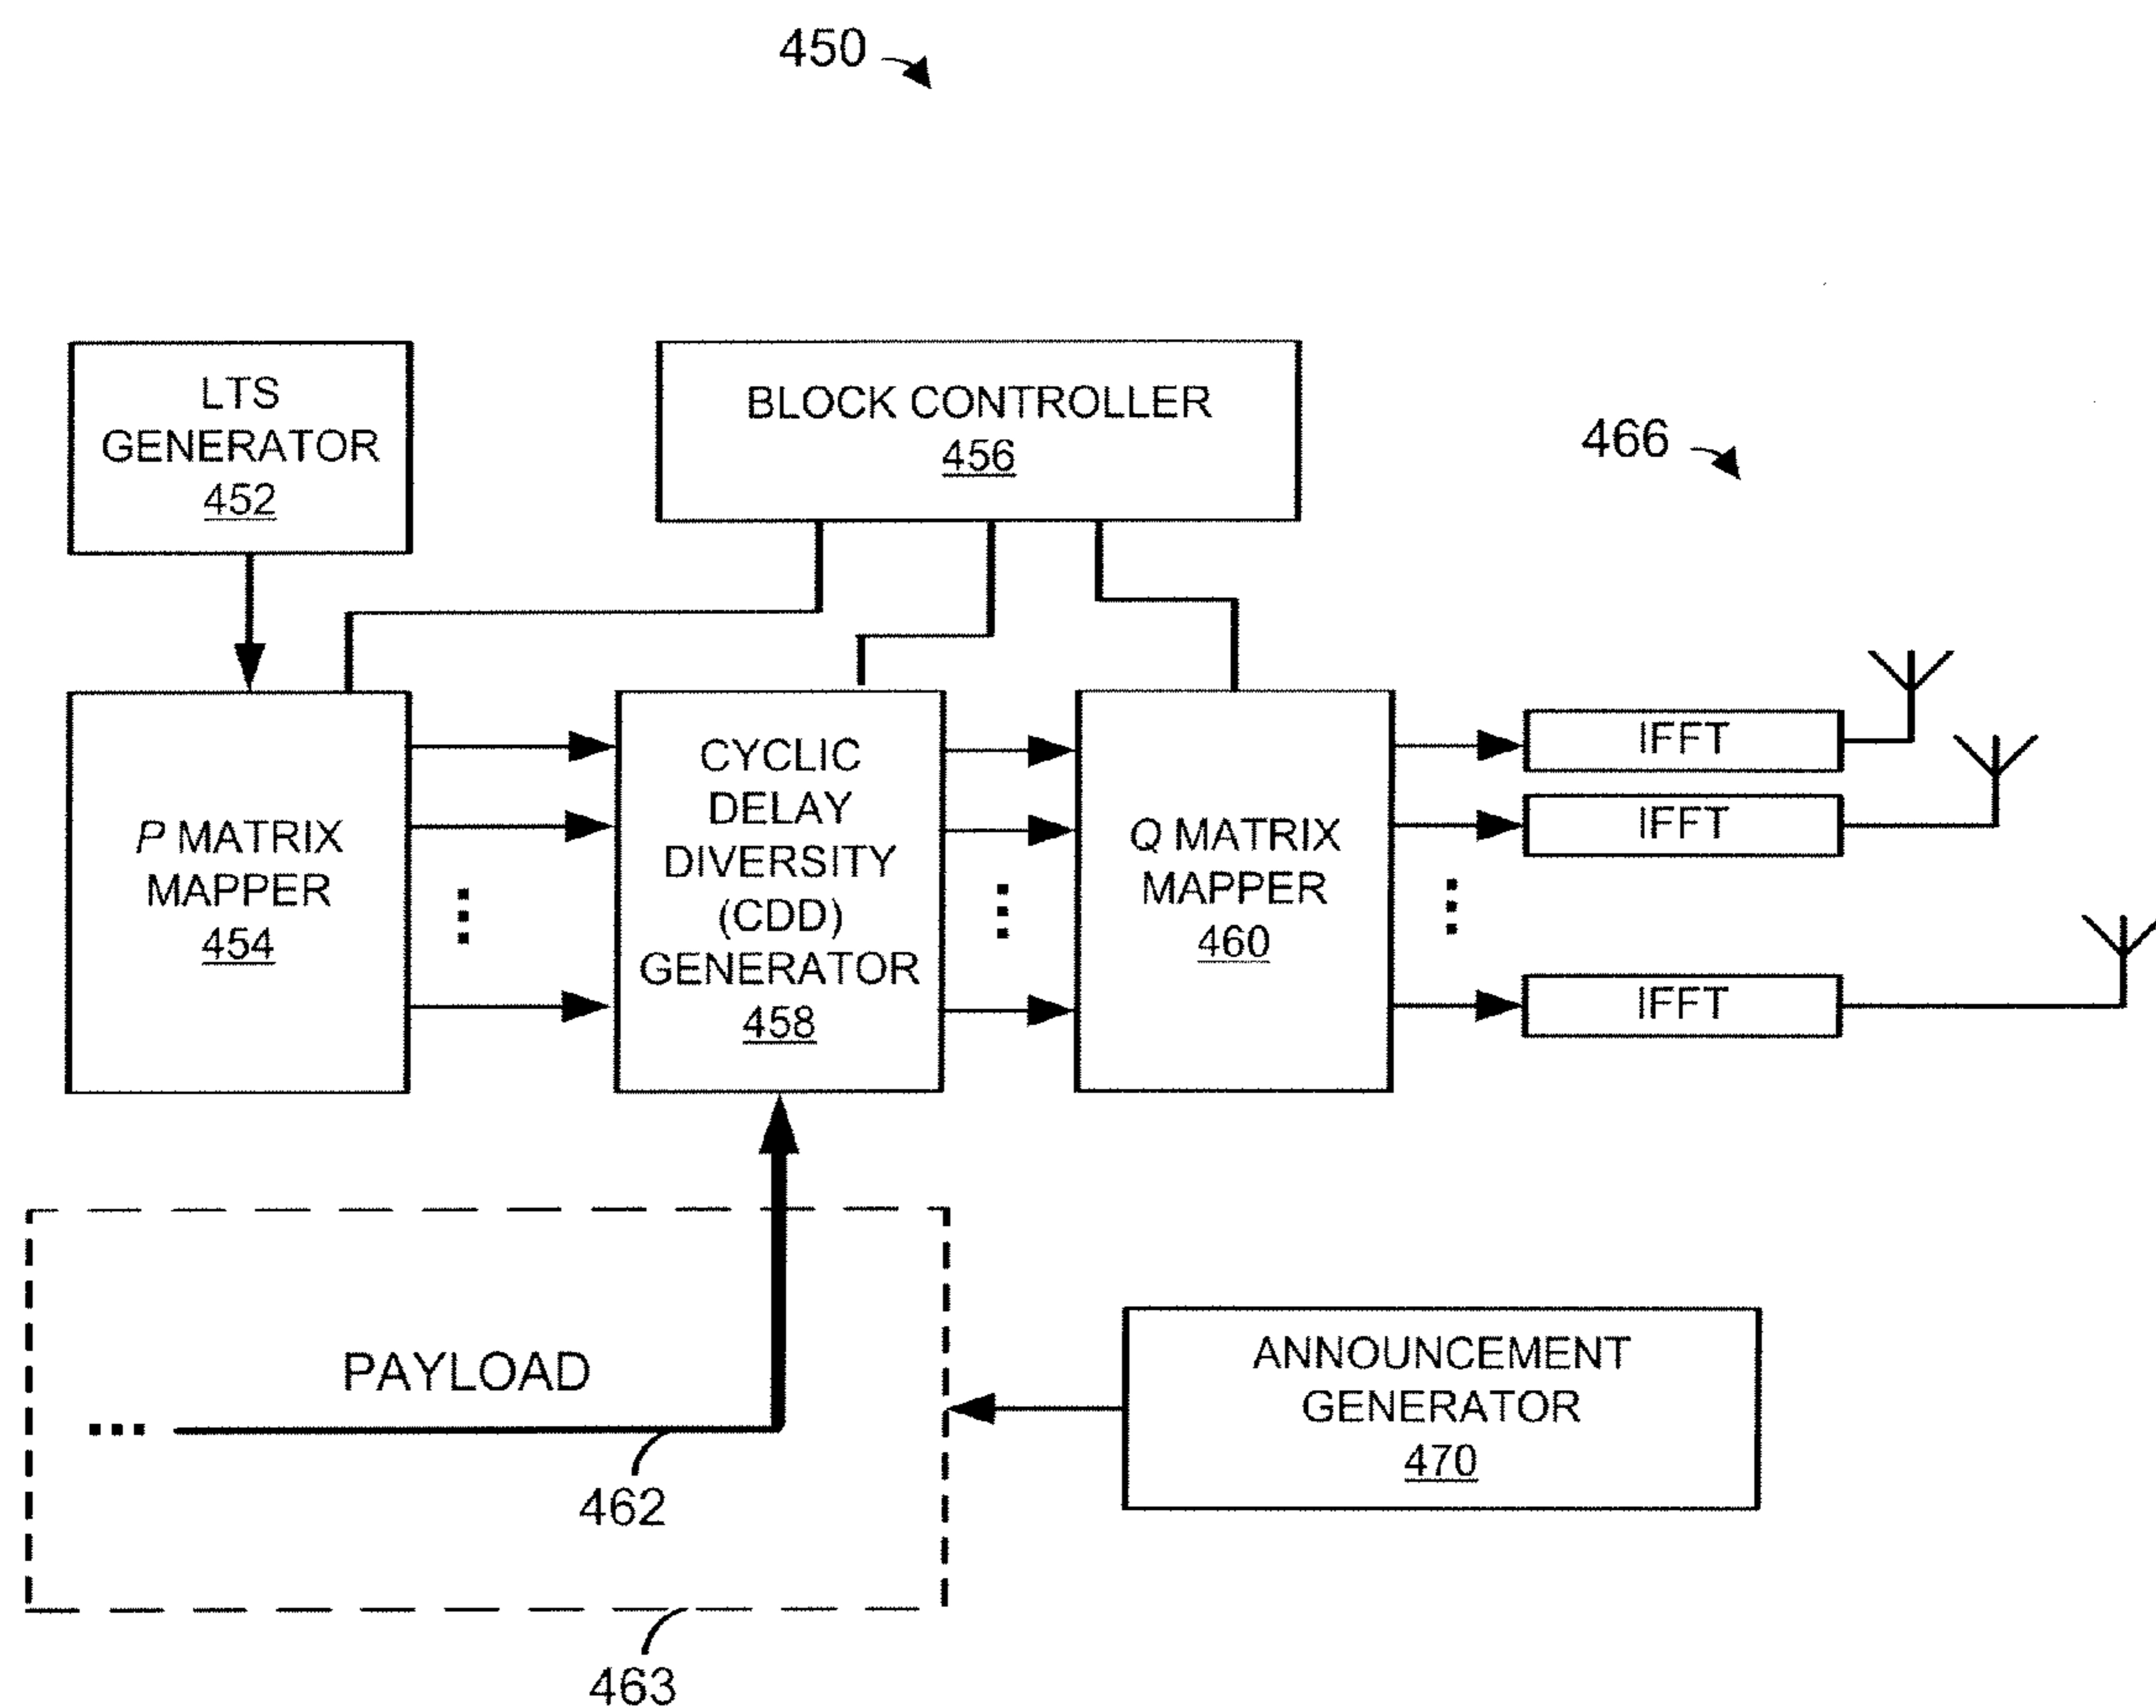 450
LTS
GENERATOR
452
BLOCK CONTROLLER
456
466
P MATRIX
MAPPER
454
CYCLIC
DELAY
DIVERSITY
(CDD)
GENERATOR
458
Q MATRIX
MAPPER
460
IFFT
IFFT
IFFT
PAYLOAD
462
463
ANNOUNCEMENT
GENERATOR
470